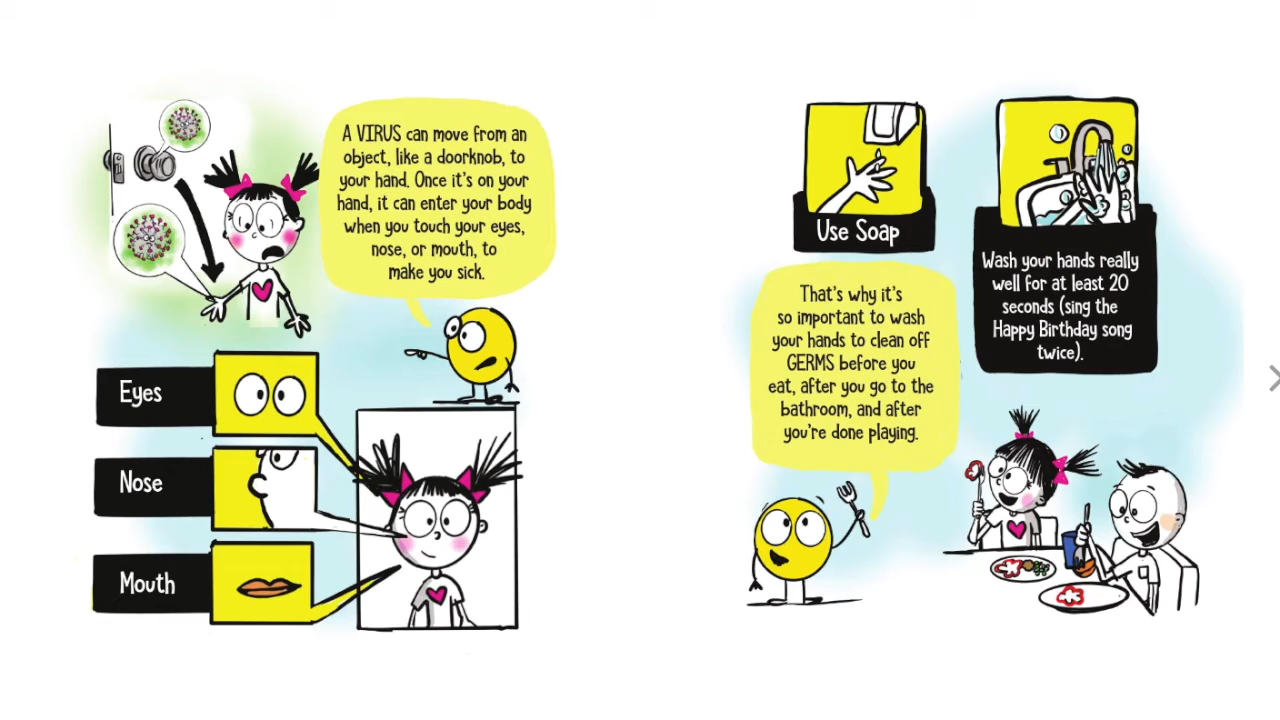 A VIRUS can move from an
object, like a doorknob, to
your hand. Once it's on your
hand, it can enter your body
when you touch your eyes,
nose, or mouth, to
make you sick.
Eyes
Nose
Mouth
Use Soap
Wash your hands really
well for at least 20
seconds (sing the
Happy Birthday song
twice).
That's why it's
so important to wash
your hands to clean off
GERMS before you
eat, after you go to the
bathroom, and after
you're done playing.